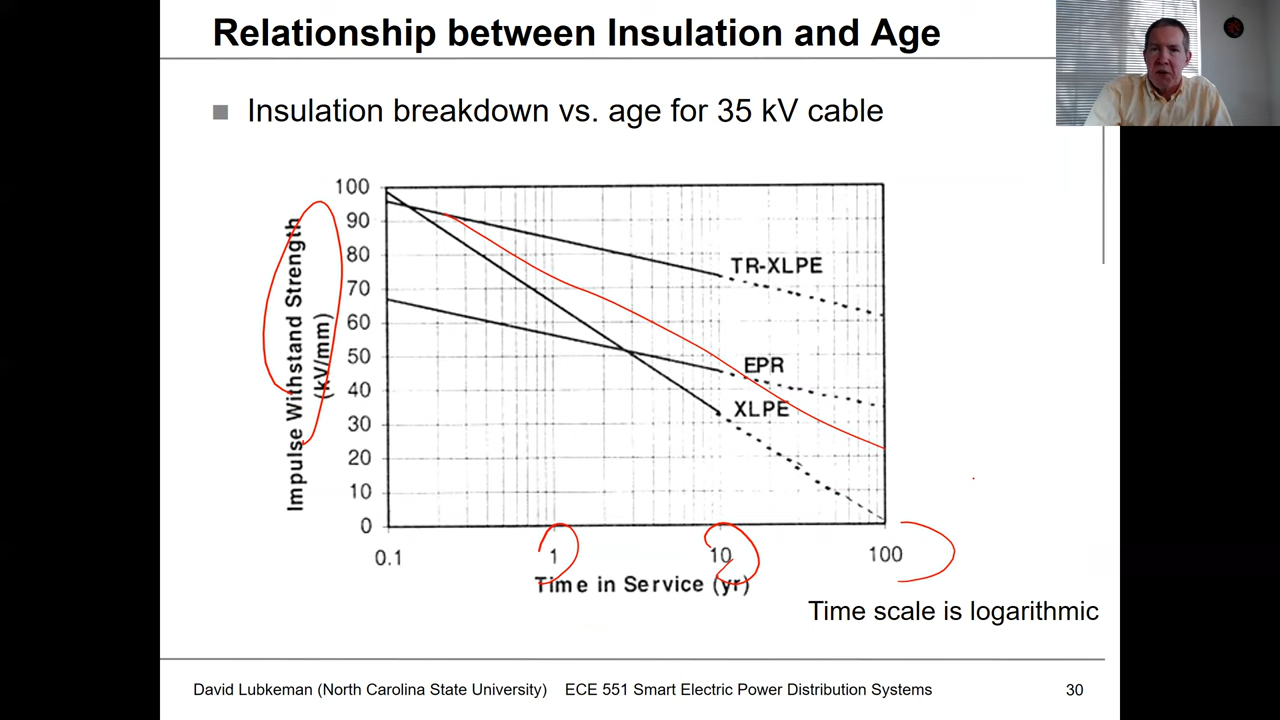 Relationship between Insulation and Age
Insulation breakdown vs. age for 35 kV cable
Impulse Withstand Strength
(kV/mm)
100
90
80
70
60
50
40
30
20
10
0
TR-XLPE
EPR
XLPE
0.1 1 10 100
Time in Service (yr)
Time scale is logarithmic
David Lubkeman (North Carolina State University) ECE 551 Smart Electric Power Distribution Systems 30